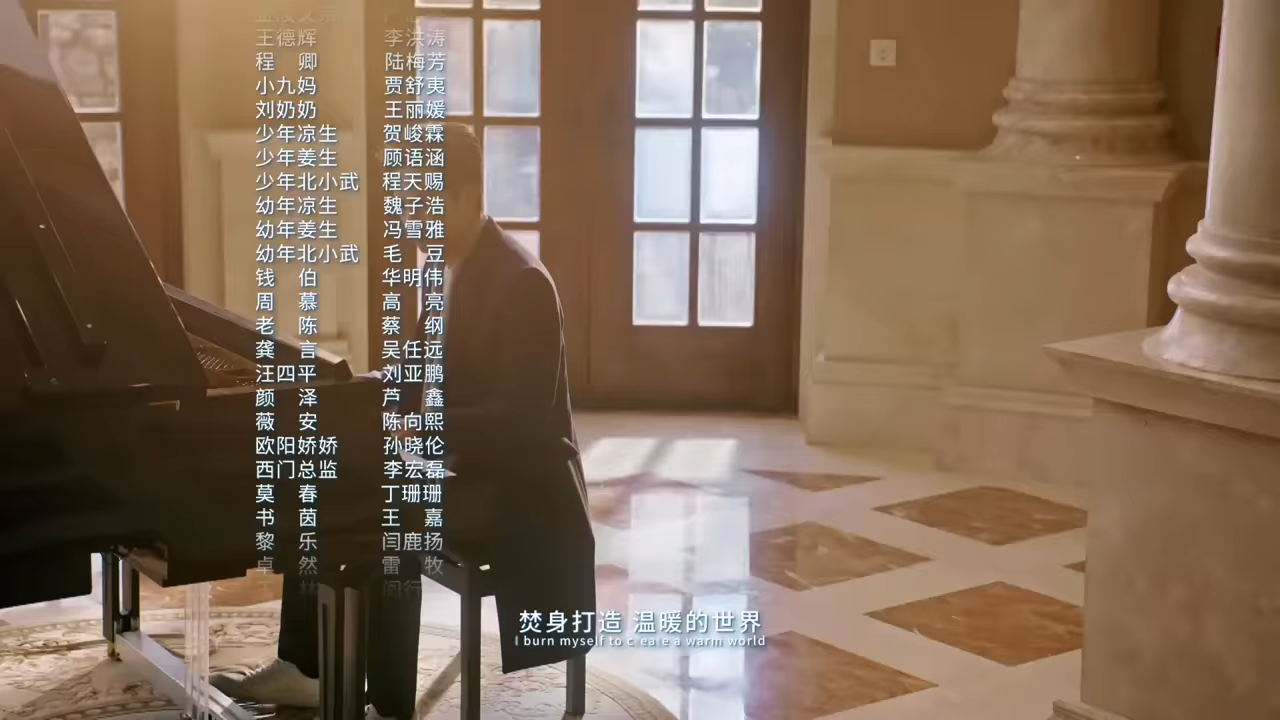 王德辉 李洪涛
程 卿 陆梅芳
小九妈 贾舒夷
刘奶奶 王丽媛
少年凉生 贺峻霖
少年姜生 顾语涵
少年北小武 程天赐
幼年凉生 魏子浩
幼年姜生 冯雪雅
幼年北小武 毛 豆
钱 伯 华明伟
周 慕 高 亮
老 陈 蔡 纲
龚 言 吴任远
汪四平 刘亚鹏
颜 泽 芦 鑫
薇 安 陈向熙
欧阳娇娇 孙晓伦
西门总监 李宏磊
莫 春 丁珊珊
书 茵 王 嘉
黎 乐 闫鹿扬
卓 然 雷 牧
焚身打造 温暖的世界
I burn myself to create a warm world